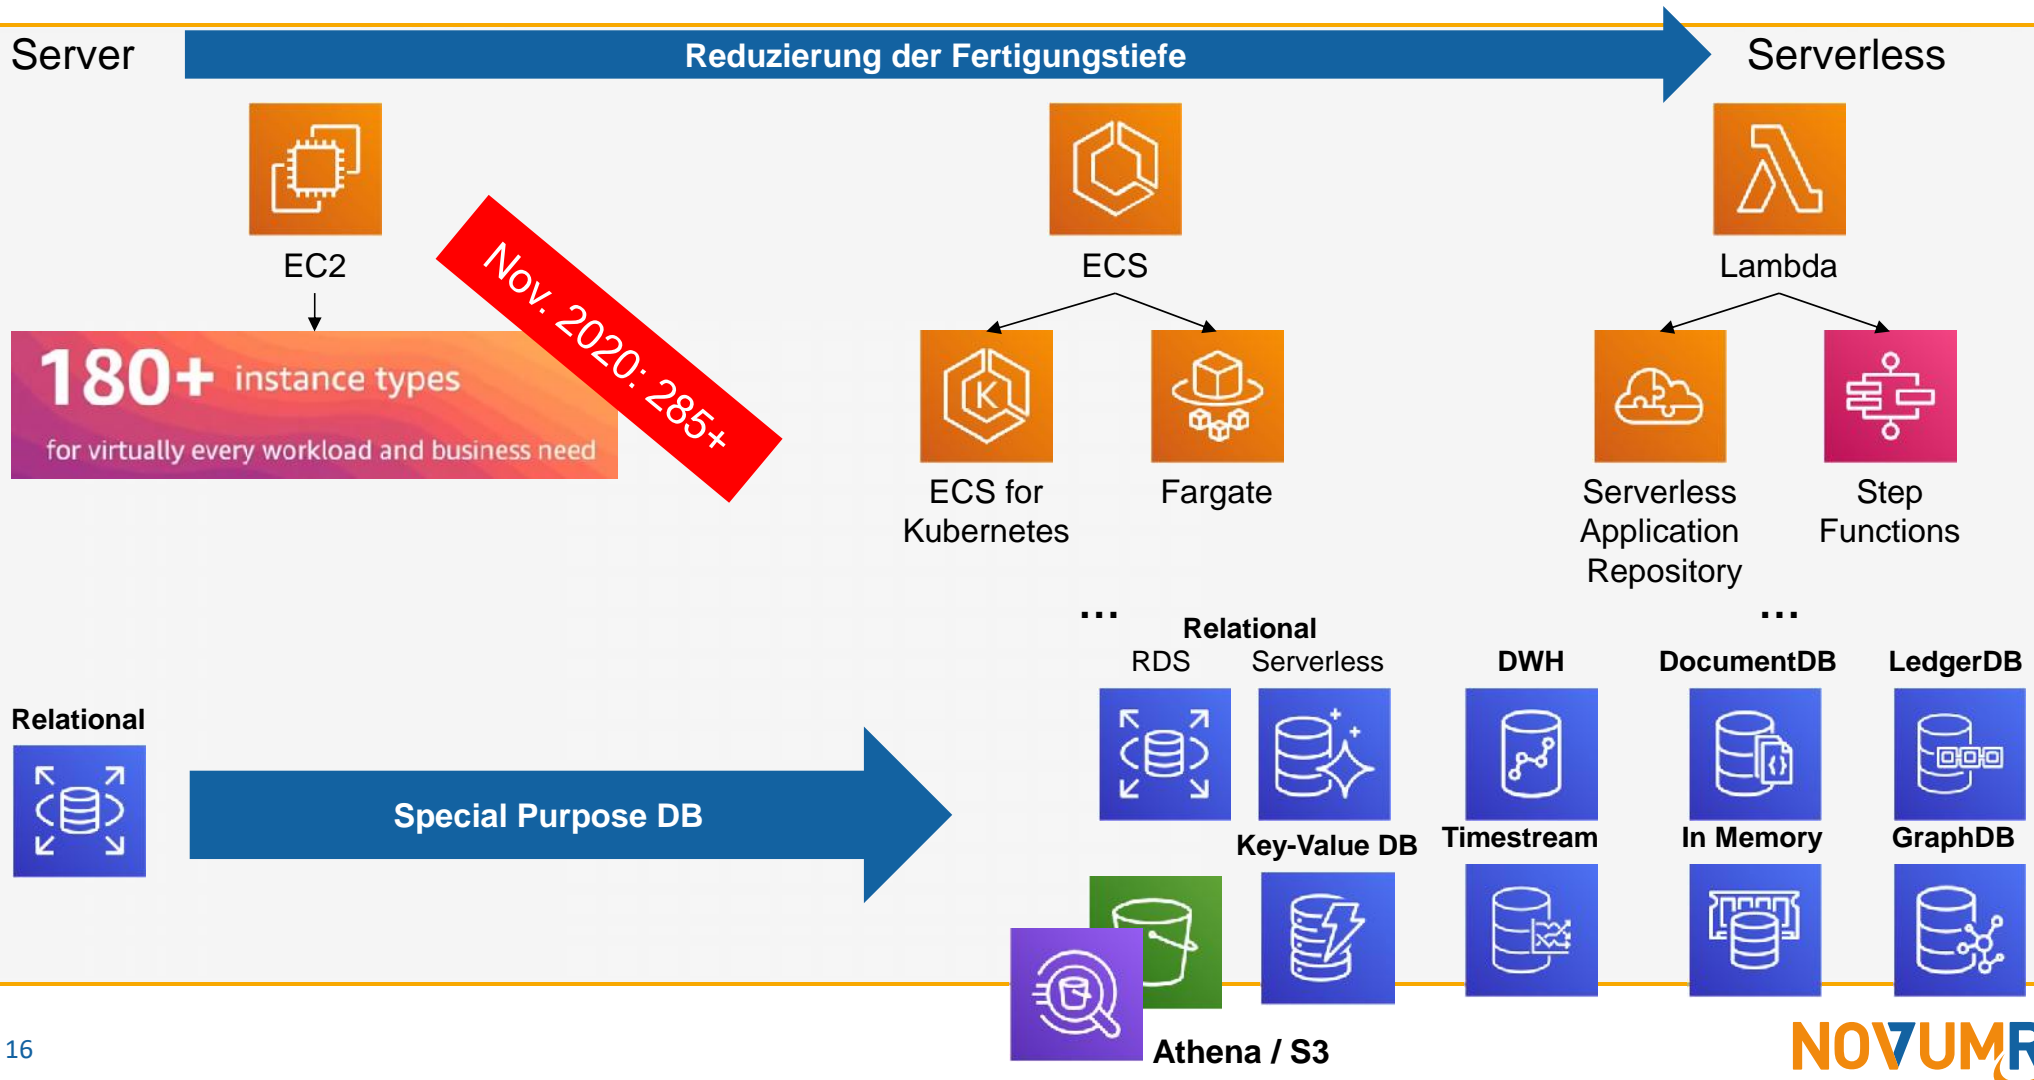 Server
Reduzierung der Fertigungstiefe
Serverless
EC2
ECS
Lambda
180+ instance types
for virtually every workload and business need
Nov. 2020: 285+
K
ECS for
Kubernetes
Fargate
Serverless
Application
Repository
Step
Functions
...
...
Relational
RDS
Serverless
DWH
DocumentDB
LedgerDB
Relational
Special Purpose DB
Key-Value DB
Timestream
In Memory
GraphDB
Athena / S3
16
NOVUMR